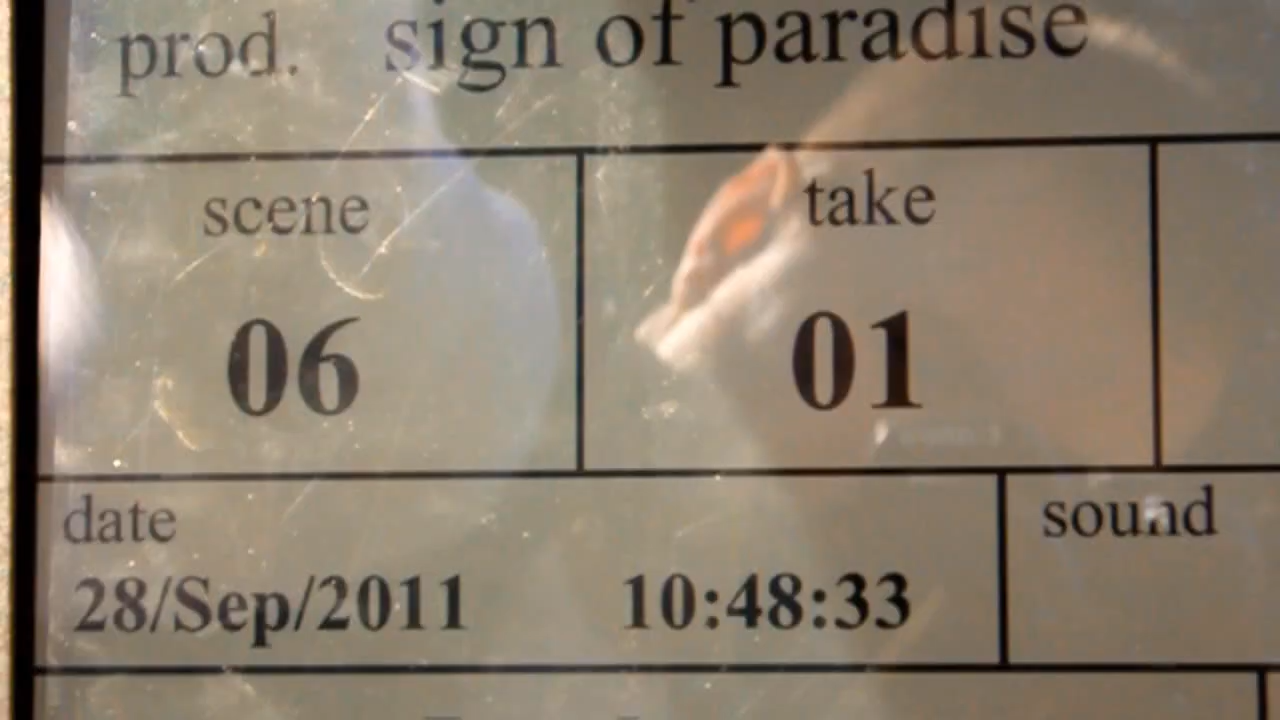 prod. sign of paradise
scene take
06 01
date sound
28/Sep/2011 10:48:33